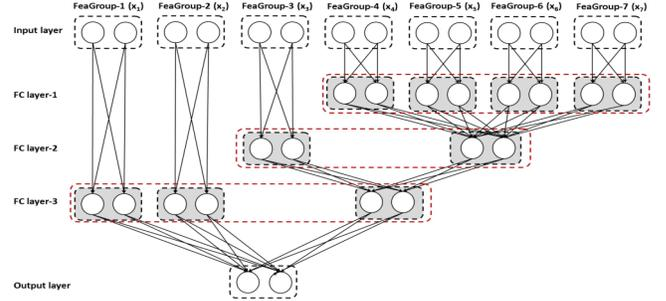 FeaGroup-1 (x₁) FeaGroup-2 (x₂) FeaGroup-3 (x₃) FeaGroup-4 (x₄) FeaGroup-5 (x₅) FeaGroup-6 (x₆) FeaGroup-7 (x₇)
Input layer
FC layer-1
FC layer-2
FC layer-3
Output layer